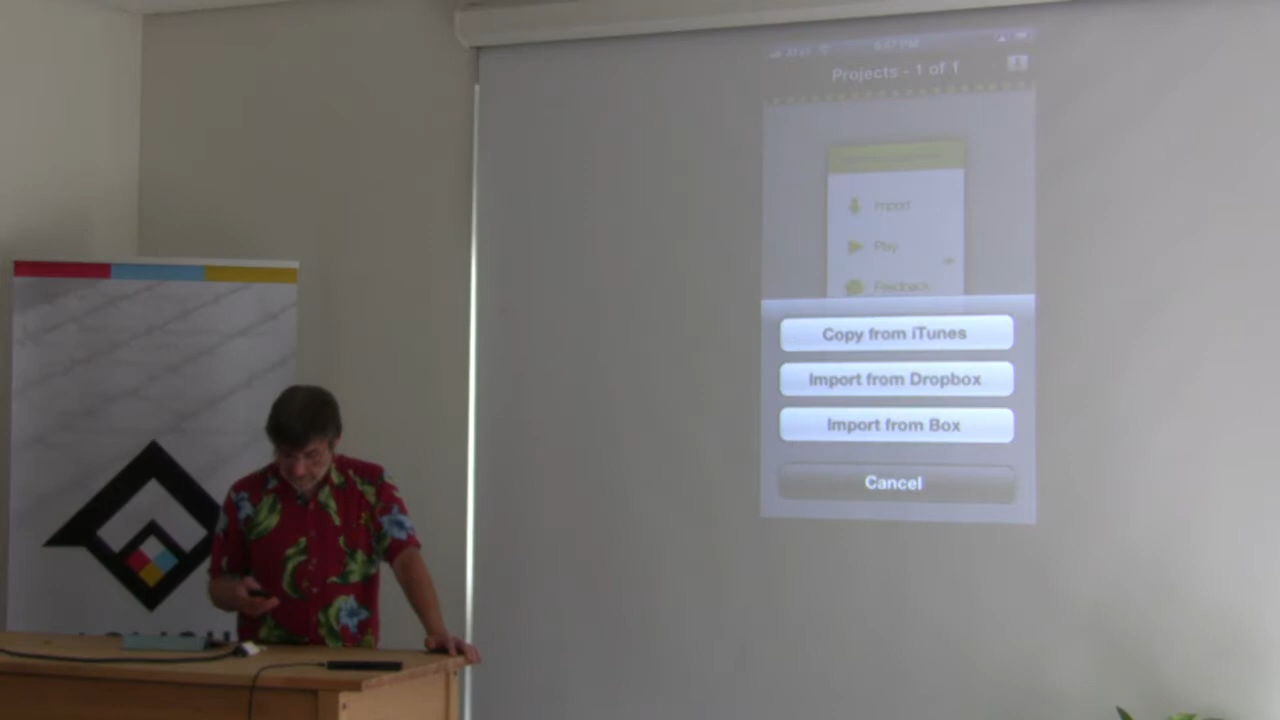 Projects - 1 of 1
Import
Play
Feedback
Copy from iTunes
Import from Dropbox
Import from Box
Cancel